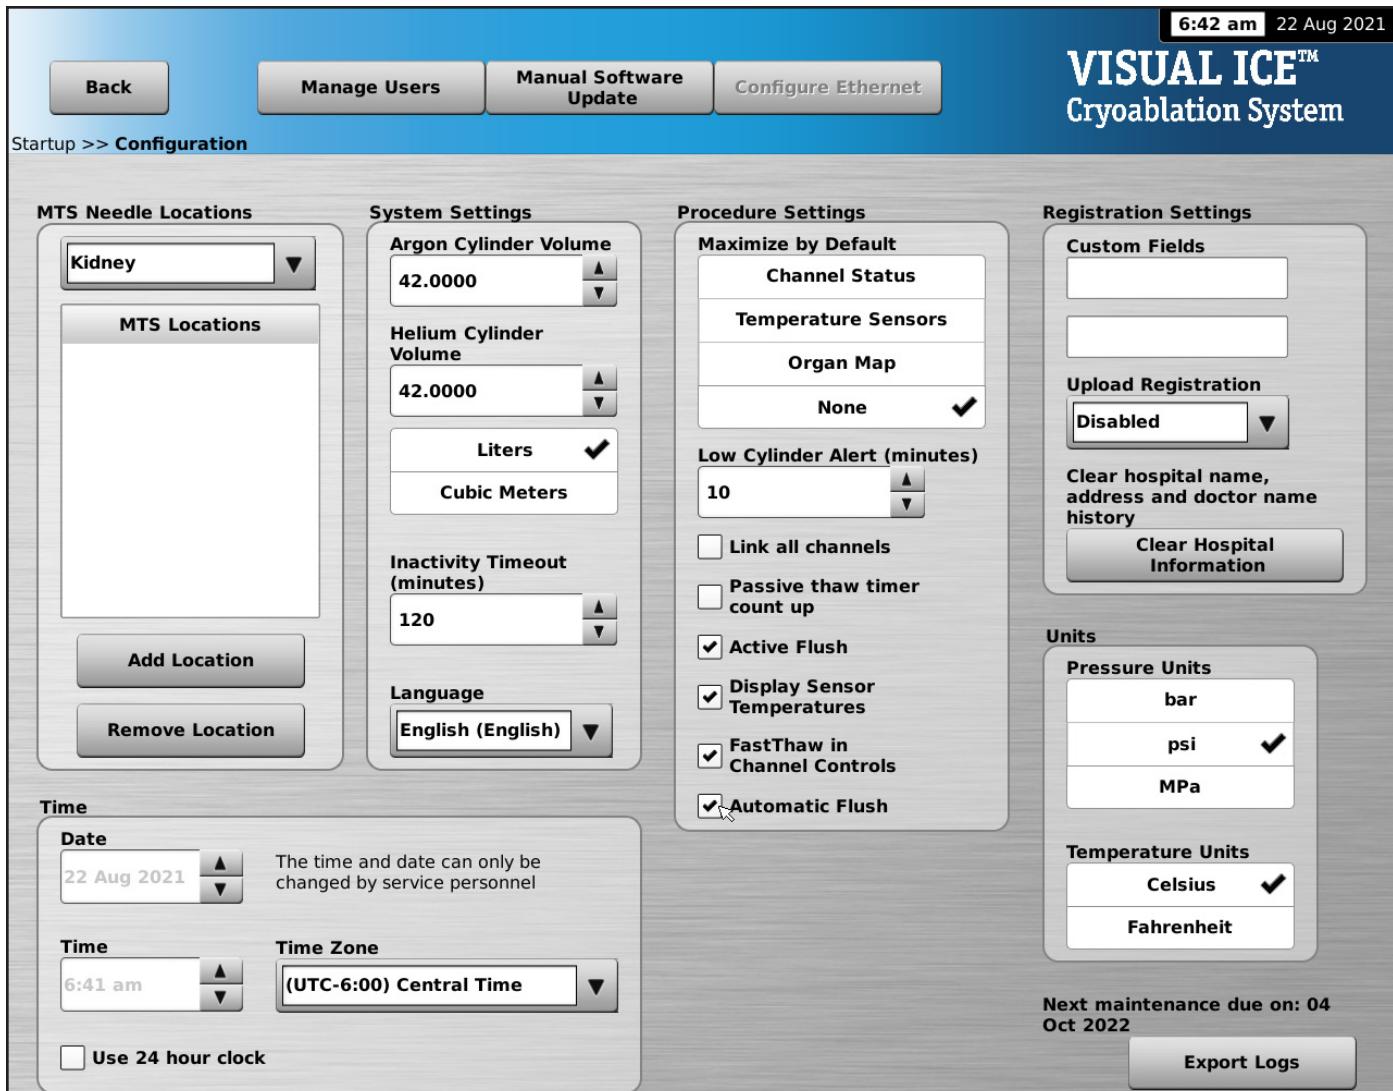 6:42 am 22 Aug 2021
VISUAL ICE™
Cryoablation System
Back
Manage Users
Manual Software
Update
Configure Ethernet
Startup >> Configuration
MTS Needle Locations
Kidney
MTS Locations
Add Location
Remove Location
System Settings
Argon Cylinder Volume
42.0000
Helium Cylinder
Volume
42.0000
Liters
Cubic Meters
Inactivity Timeout
(minutes)
120
Language
English (English)
Procedure Settings
Maximize by Default
Channel Status
Temperature Sensors
Organ Map
None
Low Cylinder Alert (minutes)
10
Link all channels
Passive thaw timer
count up
Active Flush
Display Sensor
Temperatures
FastThaw in
Channel Controls
Automatic Flush
Registration Settings
Custom Fields
Upload Registration
Disabled
Clear hospital name,
address and doctor name
history
Clear Hospital
Information
Units
Pressure Units
bar
psi
MPa
Temperature Units
Celsius
Fahrenheit
Time
Date
22 Aug 2021
The time and date can only be
changed by service personnel
Time
6:41 am
Time Zone
(UTC-6:00) Central Time
Use 24 hour clock
Next maintenance due on: 04
Oct 2022
Export Logs